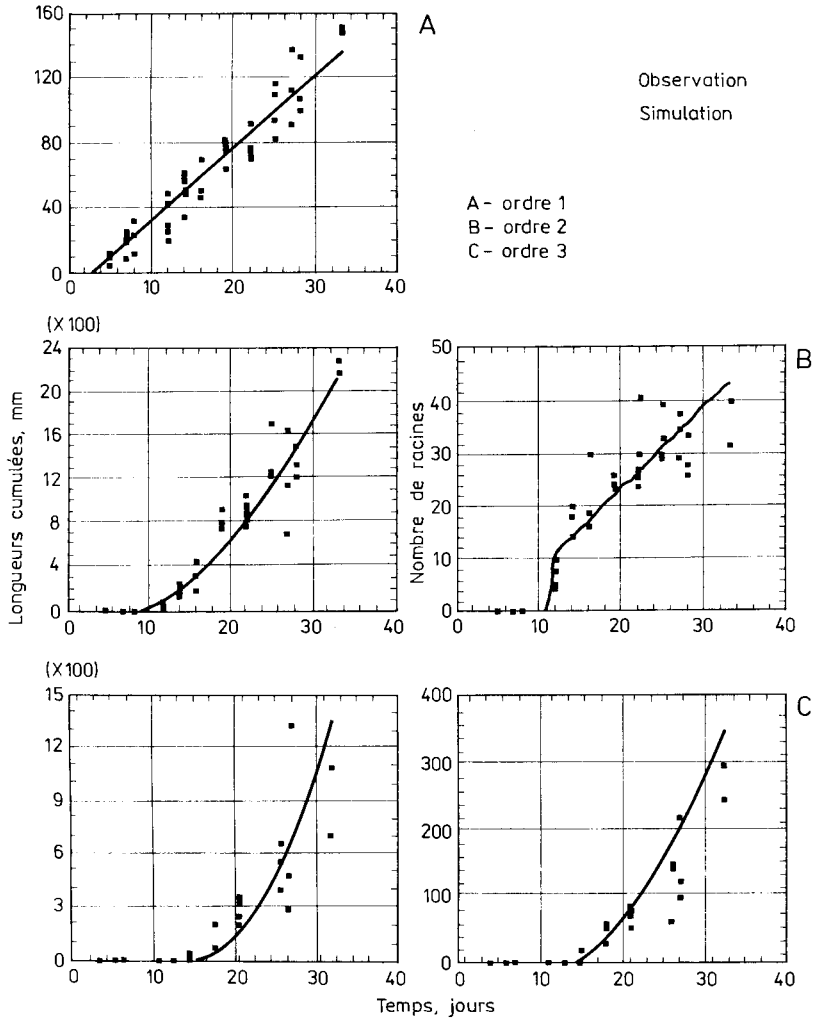 160
120
80
40
0
0 10 20 30 40
A
Observation
Simulation
A - ordre 1
B - ordre 2
C - ordre 3
(X 100)
24
22
16
12
8
4
0
0 10 20 30 40
Longueurs cumulées, mm
50
40
30
20
10
0
0 10 20 30 40
Nombre de racines
B
(X 100)
15
12
9
6
3
0
0 10 20 30 40
400
300
200
100
0
0 10 20 30 40
C
Temps, jours